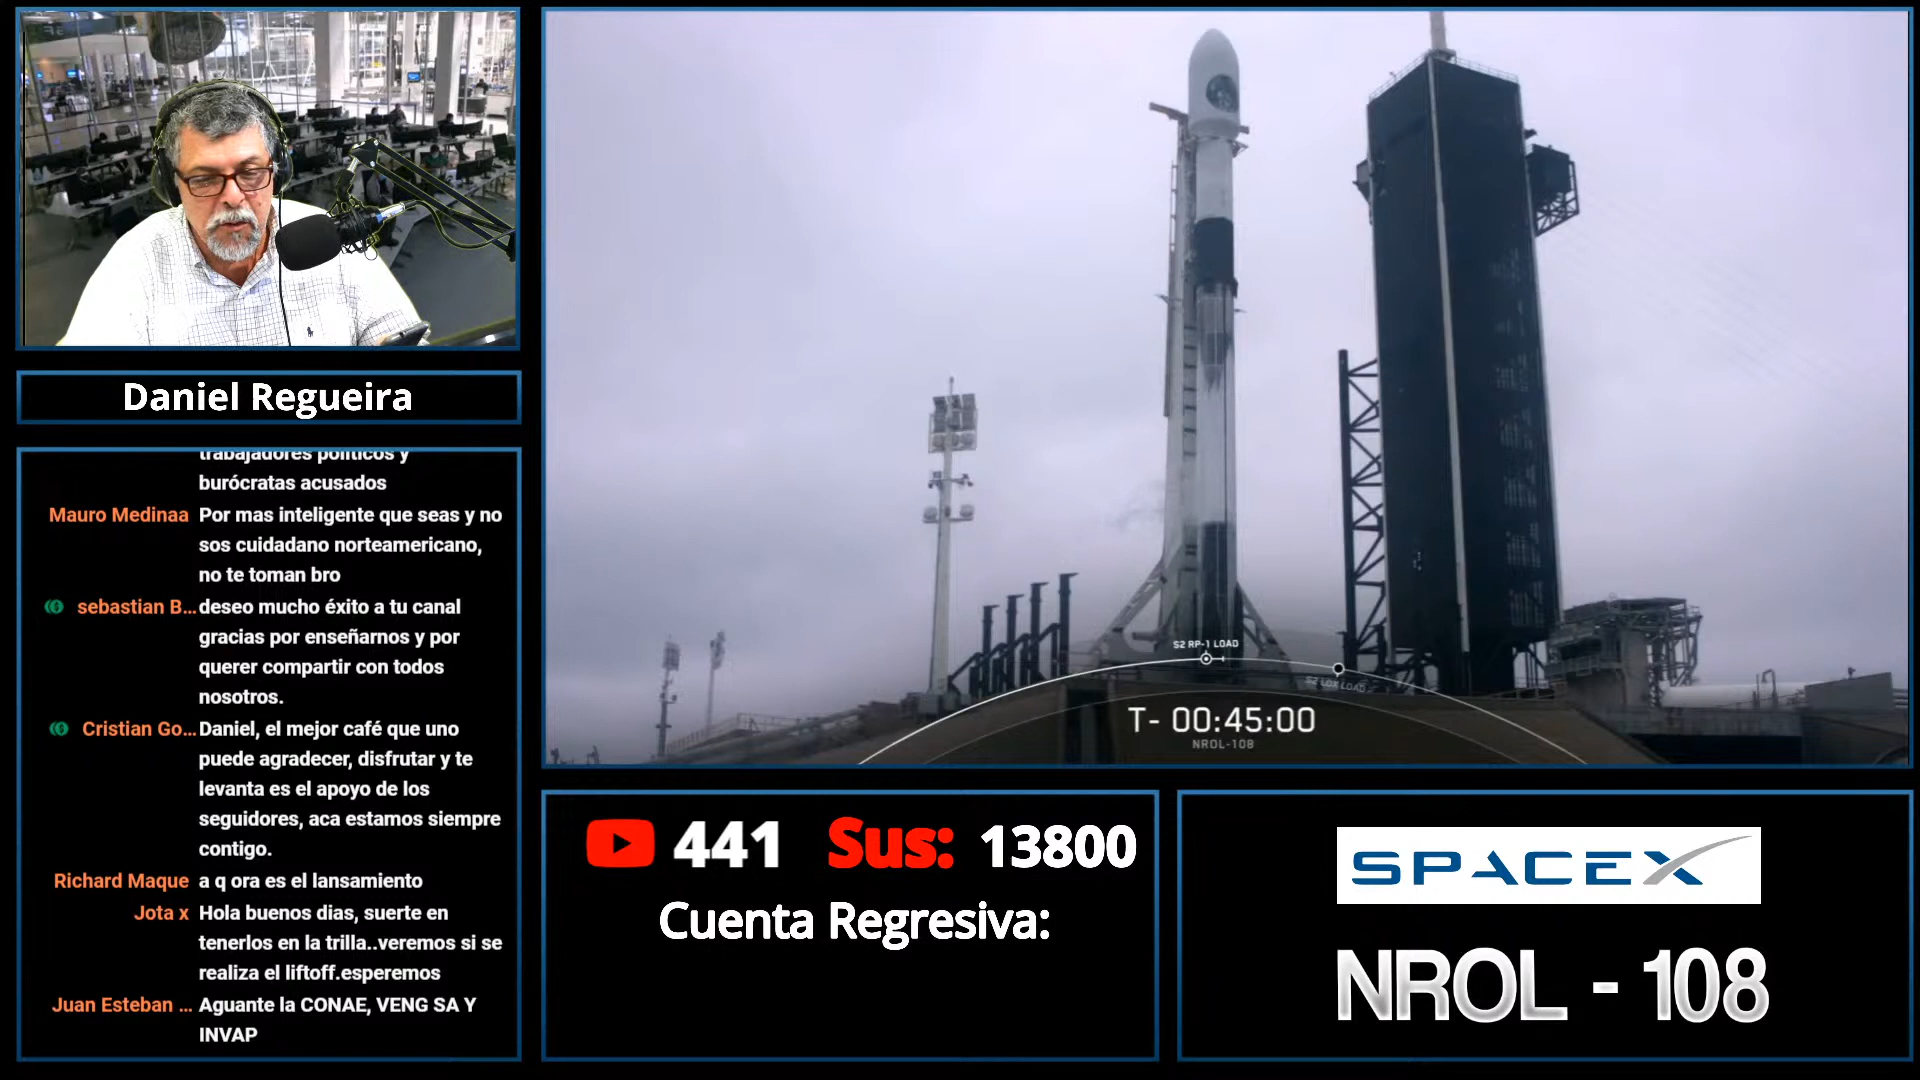 Daniel Regueira
trabajadores políticos y
burócratas acusados
Mauro Medinaa Por mas inteligente que seas y no
sos cuidadano norteamericano,
no te toman bro
sebastian B... deseo mucho éxito a tu canal
gracias por enseñarnos y por
querer compartir con todos
nosotros.
Cristian Go... Daniel, el mejor café que uno
puede agradecer, disfrutar y te
levanta es el apoyo de los
seguidores, aca estamos siempre
contigo.
Richard Maque a q ora es el lansamiento
Jota x Hola buenos dias, suerte en
tenerlos en la trilla..veremos si se
realiza el liftoff.esperemos
Juan Esteban ... Aguante la CONAE, VENG SA Y
INVAP
S2 RP-1 LOAD
S2 LOX LOAD
T- 00:45:00
NROL-108
441 Sus: 13800
Cuenta Regresiva:
SPACEX
NROL - 108